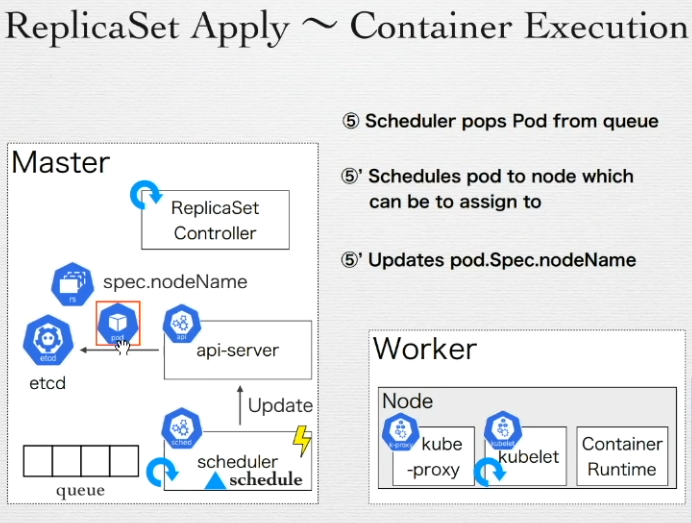 ReplicaSet Apply ～ Container Execution
⑤ Scheduler pops Pod from queue
⑤’ Schedules pod to node which
can be to assign to
⑤’ Updates pod.Spec.nodeName
Master
ReplicaSet
Controller
rs
spec.nodeName
pod
api
etcd
api-server
etcd
Update
sched
scheduler
schedule
queue
Worker
Node
k-proxy
kube
-proxy
kubelet
kubelet
Container
Runtime